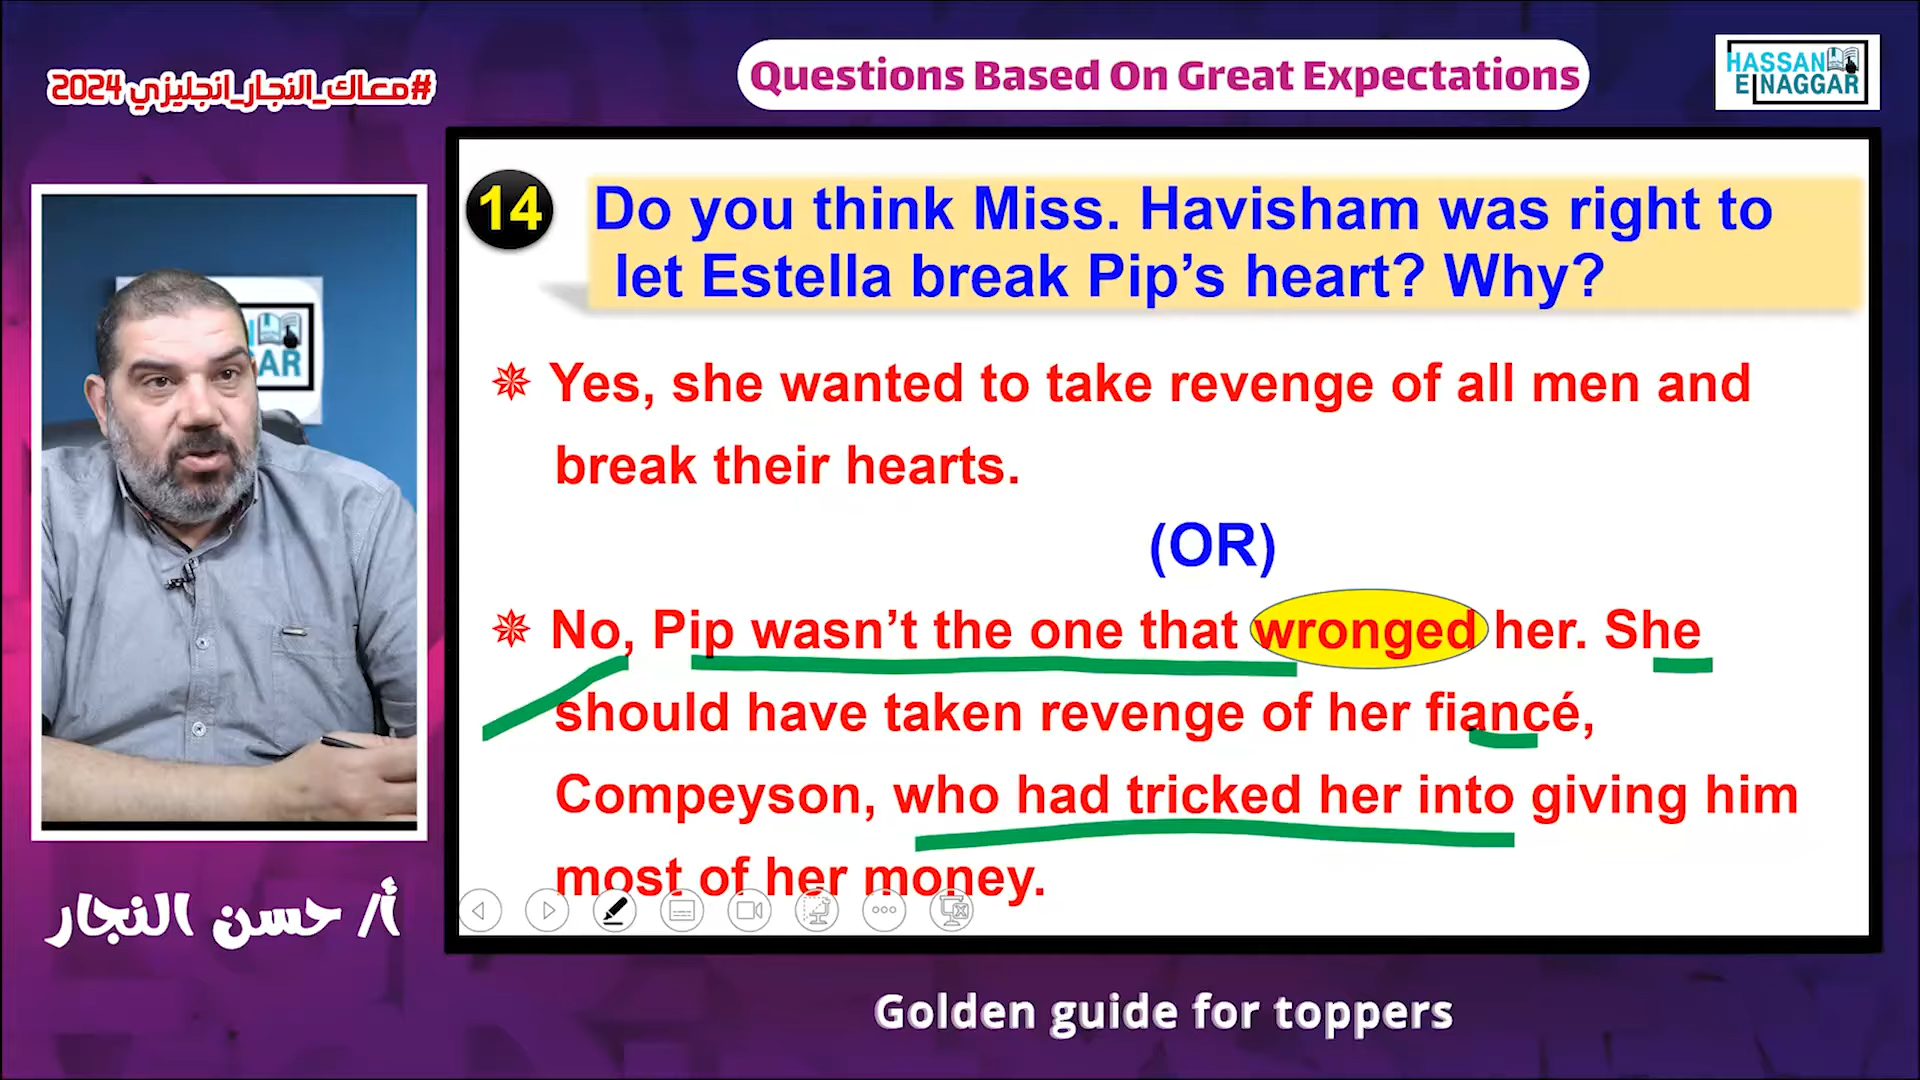 #معاك_النجار_انجليزي 2024
Questions Based On Great Expectations
HASSAN
ELNAGGAR
14
Do you think Miss. Havisham was right to
let Estella break Pip’s heart? Why?
Yes, she wanted to take revenge of all men and
break their hearts.
(OR)
No, Pip wasn’t the one that wronged her. She
should have taken revenge of her fiancé,
Compeyson, who had tricked her into giving him
most of her money.
GAR
أ/ حسن النجار
Golden guide for toppers